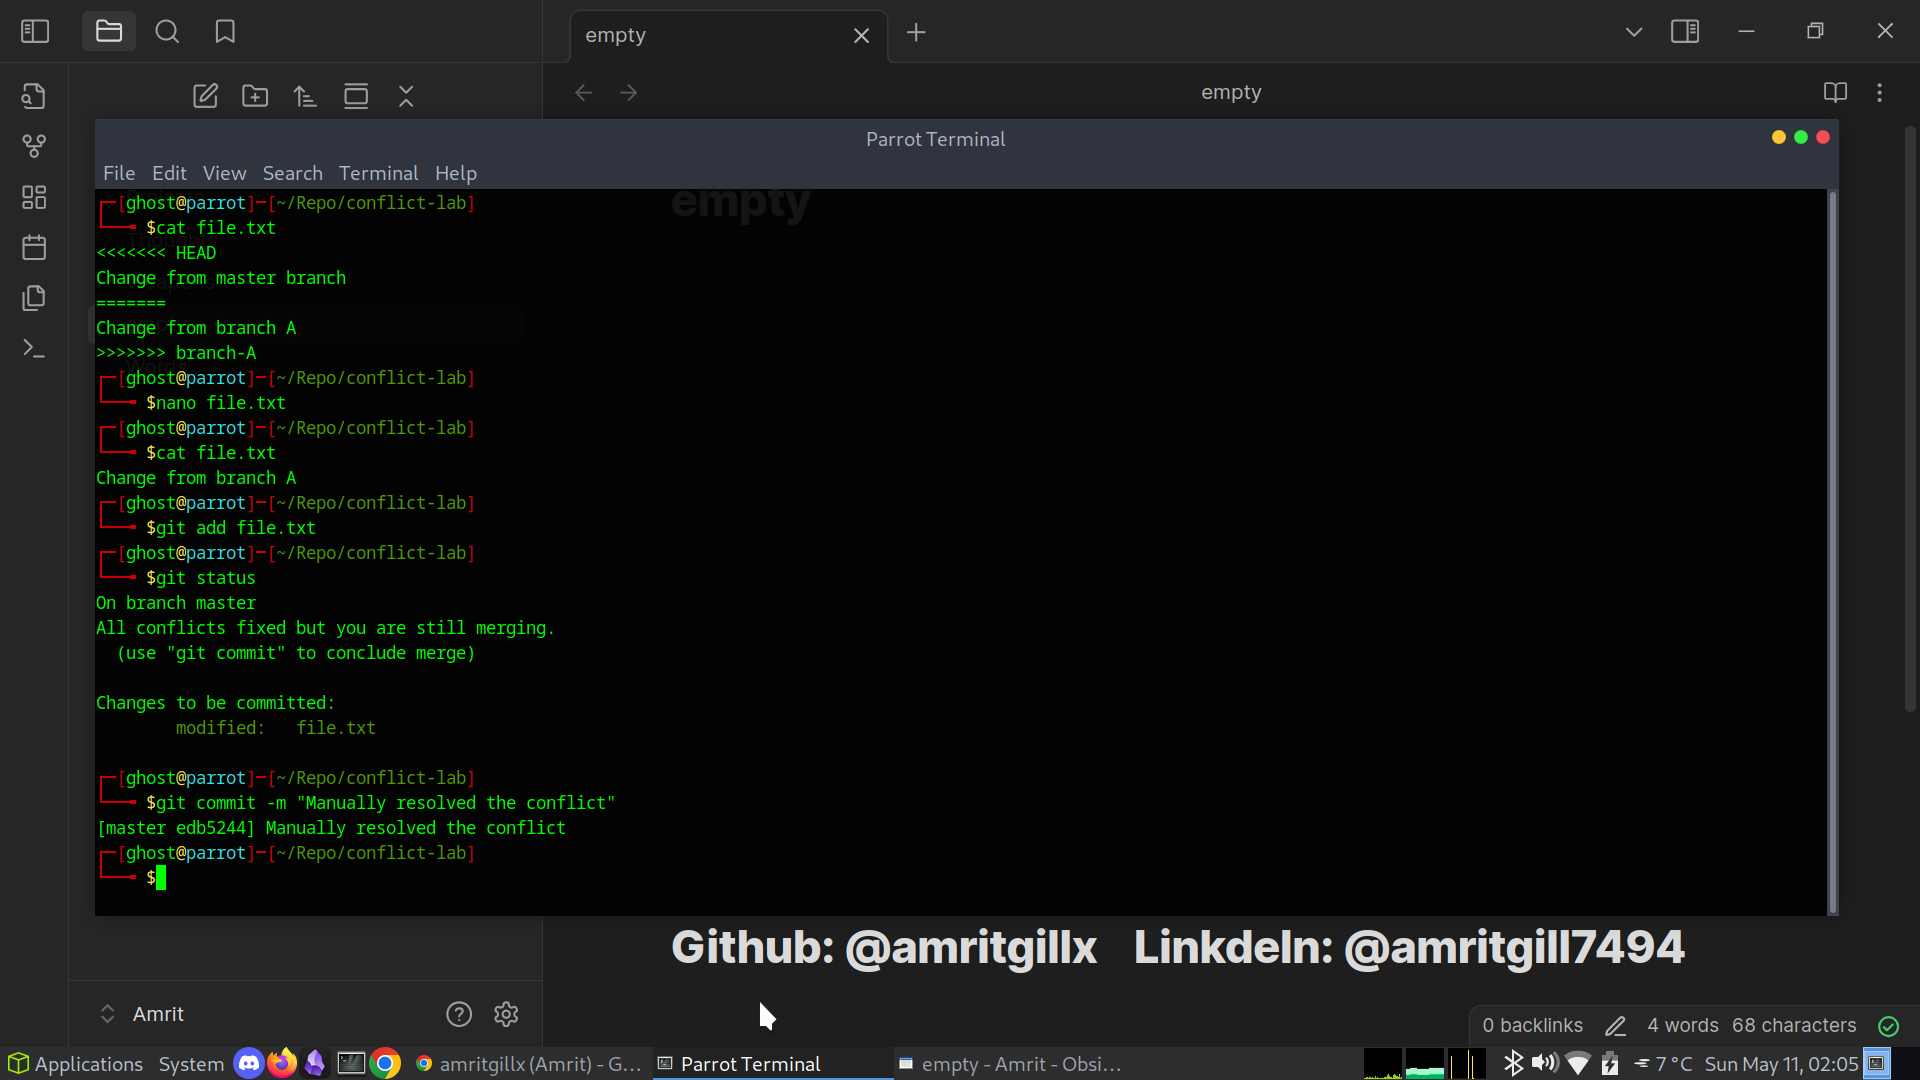 empty
empty
Parrot Terminal
File Edit View Search Terminal Help
empty
[ghost@parrot]─[~/Repo/conflict-lab]
$cat file.txt
<<<<<<< HEAD
Change from master branch
=======
Change from branch A
>>>>>>> branch-A
[ghost@parrot]─[~/Repo/conflict-lab]
$nano file.txt
[ghost@parrot]─[~/Repo/conflict-lab]
$cat file.txt
Change from branch A
[ghost@parrot]─[~/Repo/conflict-lab]
$git add file.txt
[ghost@parrot]─[~/Repo/conflict-lab]
$git status
On branch master
All conflicts fixed but you are still merging.
(use "git commit" to conclude merge)
Changes to be committed:
modified: file.txt
[ghost@parrot]─[~/Repo/conflict-lab]
$git commit -m "Manually resolved the conflict"
[master edb5244] Manually resolved the conflict
[ghost@parrot]─[~/Repo/conflict-lab]
$
Github: @amritgillx Linkdeln: @amritgill7494
Amrit
0 backlinks 4 words 68 characters
Applications System amritgillx (Amrit) - G... Parrot Terminal empty - Amrit - Obsi... 7 °C Sun May 11, 02:05